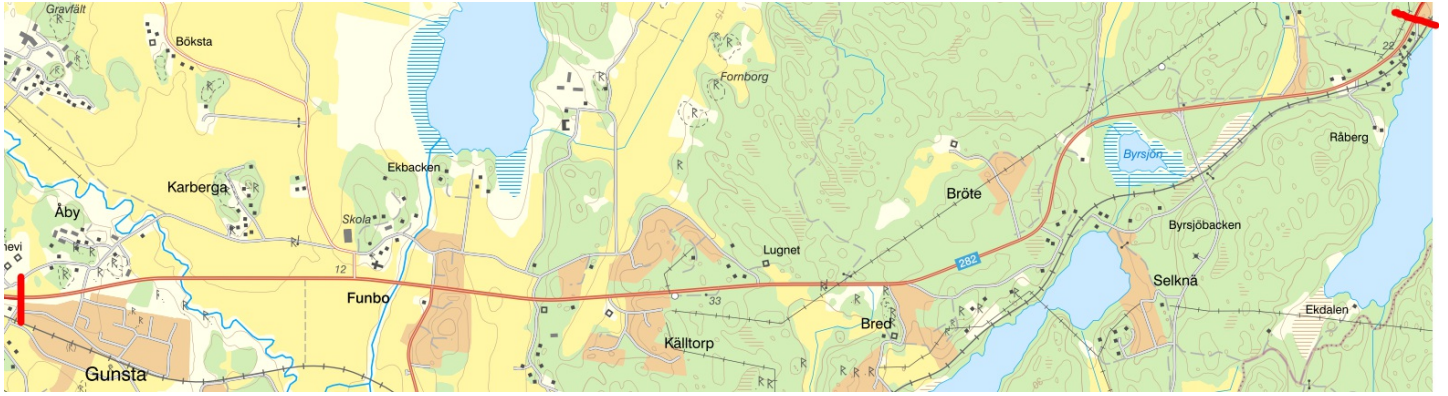 Gravfält
Böksta
Fornborg
22
Råberg
Byrsjön
Ekbacken
Karberga
Bröte
Åby
Skola
Byrsjöbacken
nevi
Lugnet
282
12
Selknä
Funbo
33
Bred
Ekdalen
Källtorp
Gunsta